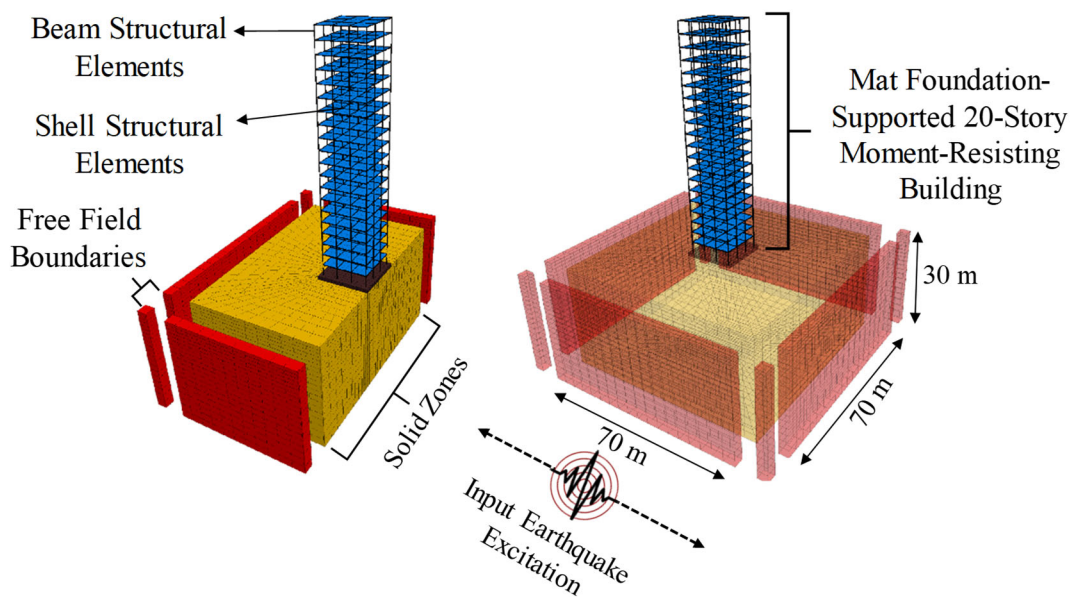 Beam Structural
Elements
Shell Structural
Elements
Free Field
Boundaries
Solid Zones
Mat Foundation-
Supported 20-Story
Moment-Resisting
Building
30 m
70 m
70 m
Input Earthquake
Excitation